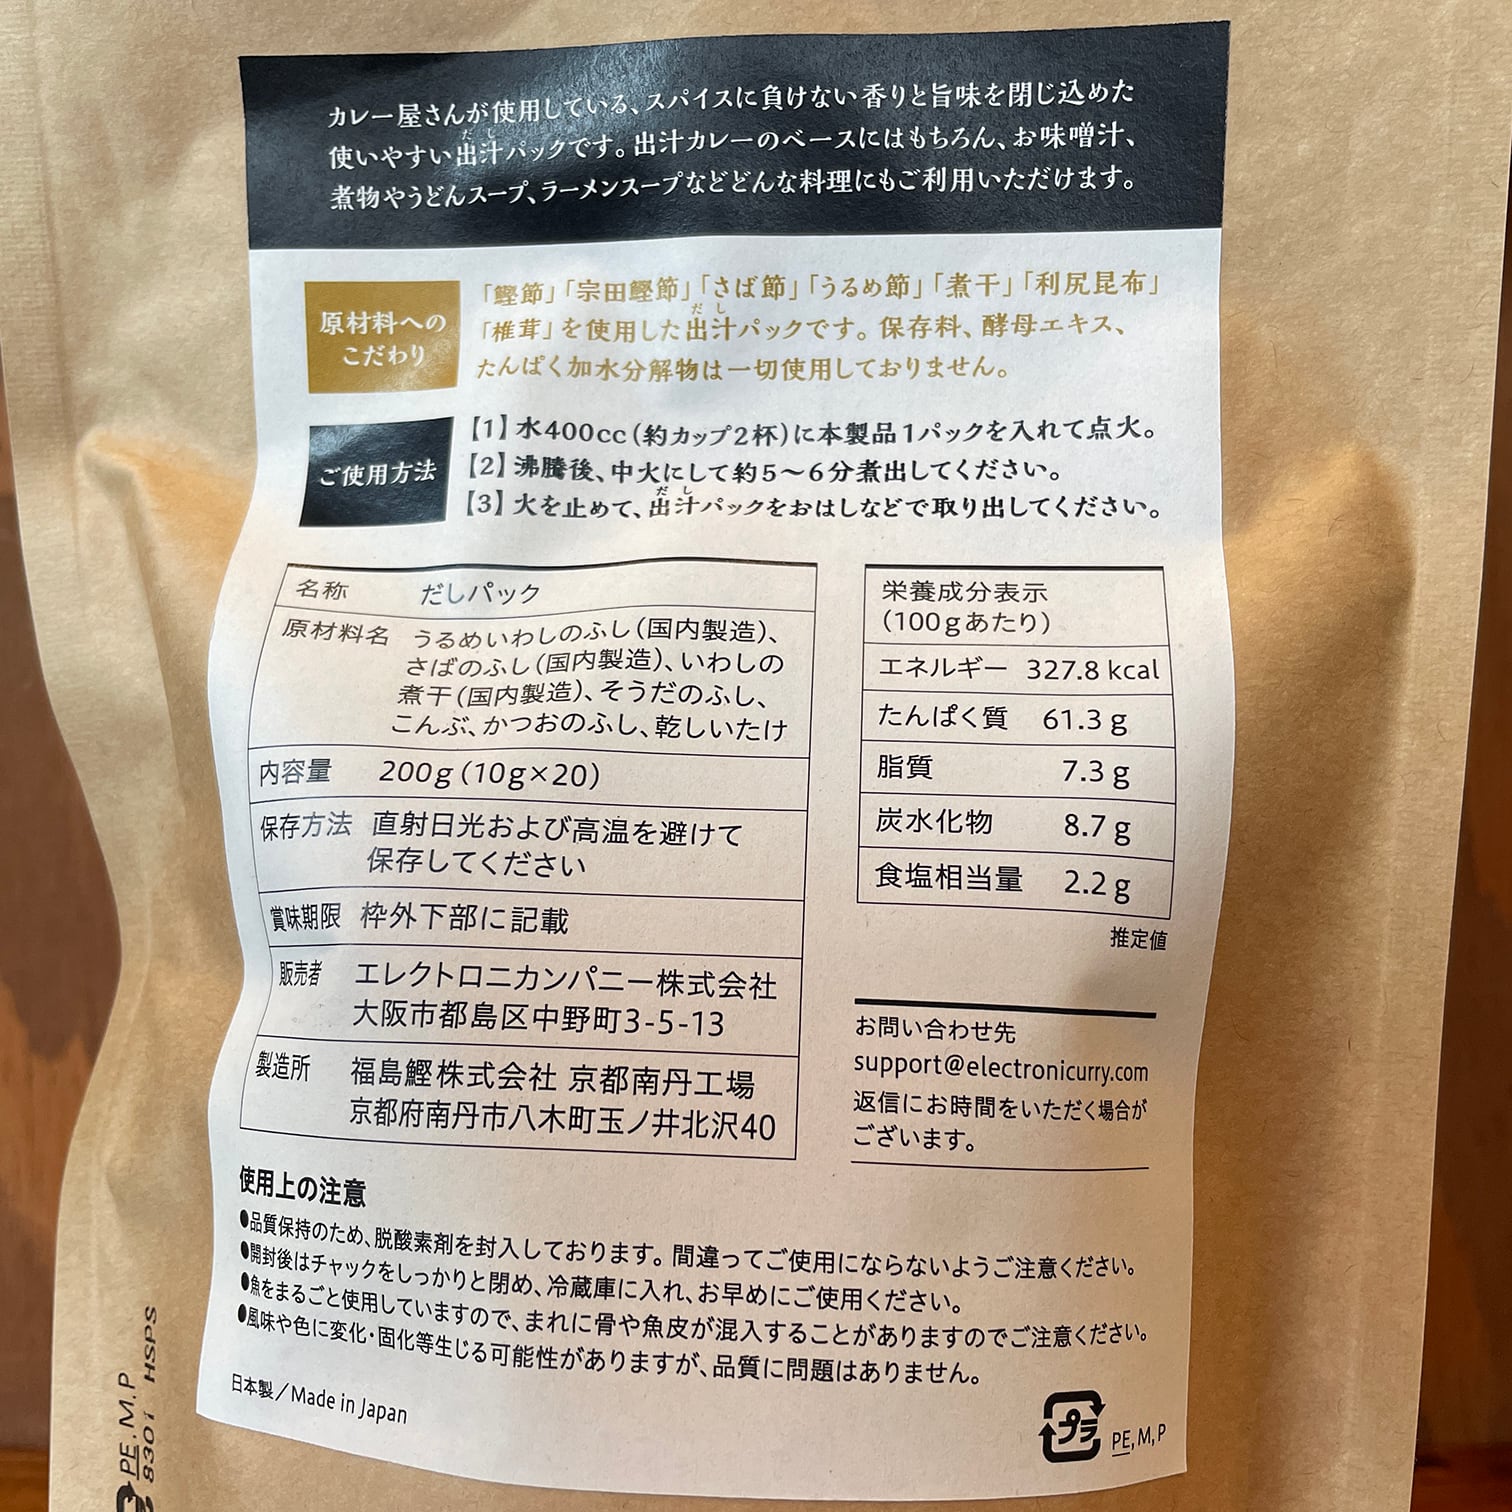 カレー屋さんが使用している、スパイスに負けない香りと旨味を閉じ込めた
だし
使いやすい出汁パックです。出汁カレーのベースにはもちろん、お味噌汁、
煮物やうどんスープ、ラーメンスープなどどんな料理にもご利用いただけます。
原材料への
こだわり
「鰹節」「宗田鰹節」「さば節」「うるめ節」「煮干」「利尻昆布」
だし
「椎茸」を使用した出汁パックです。保存料、酵母エキス、
たんぱく加水分解物は一切使用しておりません。
ご使用方法
【1】水400cc(約カップ2杯)に本製品1パックを入れて点火。
【2】沸騰後、中火にして約5〜6分煮出してください。
だし
【3】火を止めて、出汁パックをおはしなどで取り出してください。
名称 だしパック
原材料名 うるめいわしのふし(国内製造)、
さばのふし(国内製造)、いわしの
煮干(国内製造)、そうだのふし、
こんぶ、かつおのふし、乾しいたけ
内容量 200g(10g×20)
保存方法 直射日光および高温を避けて
保存してください
賞味期限 枠外下部に記載
販売者 エレクトロニカンパニー株式会社
大阪市都島区中野町3-5-13
製造所 福島鰹株式会社 京都南丹工場
京都府南丹市八木町玉ノ井北沢40
栄養成分表示
(100gあたり)
エネルギー 327.8 kcal
たんぱく質 61.3 g
脂質 7.3 g
炭水化物 8.7 g
食塩相当量 2.2 g
推定値
お問い合わせ先
support@electronicurry.com
返信にお時間をいただく場合が
ございます。
使用上の注意
●品質保持のため、脱酸素剤を封入しております。間違ってご使用にならないようご注意ください。
●開封後はチャックをしっかりと閉め、冷蔵庫に入れ、お早めにご使用ください。
●魚をまるごと使用していますので、まれに骨や魚皮が混入することがありますのでご注意ください。
●風味や色に変化・固化等生じる可能性がありますが、品質に問題はありません。
日本製/Made in Japan
プラ
PE,M,P
PE.M.P
8301 HSPS